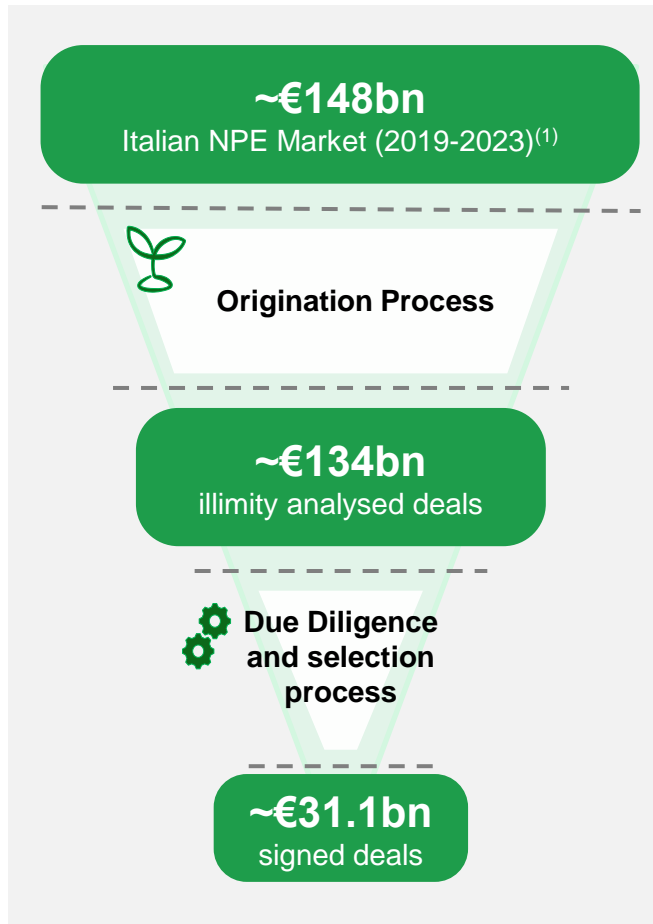 ~€148bn
Italian NPE Market (2019-2023)(1)
Origination Process
~€134bn
illimity analysed deals
Due Diligence
and selection
process
~€31.1bn
signed deals